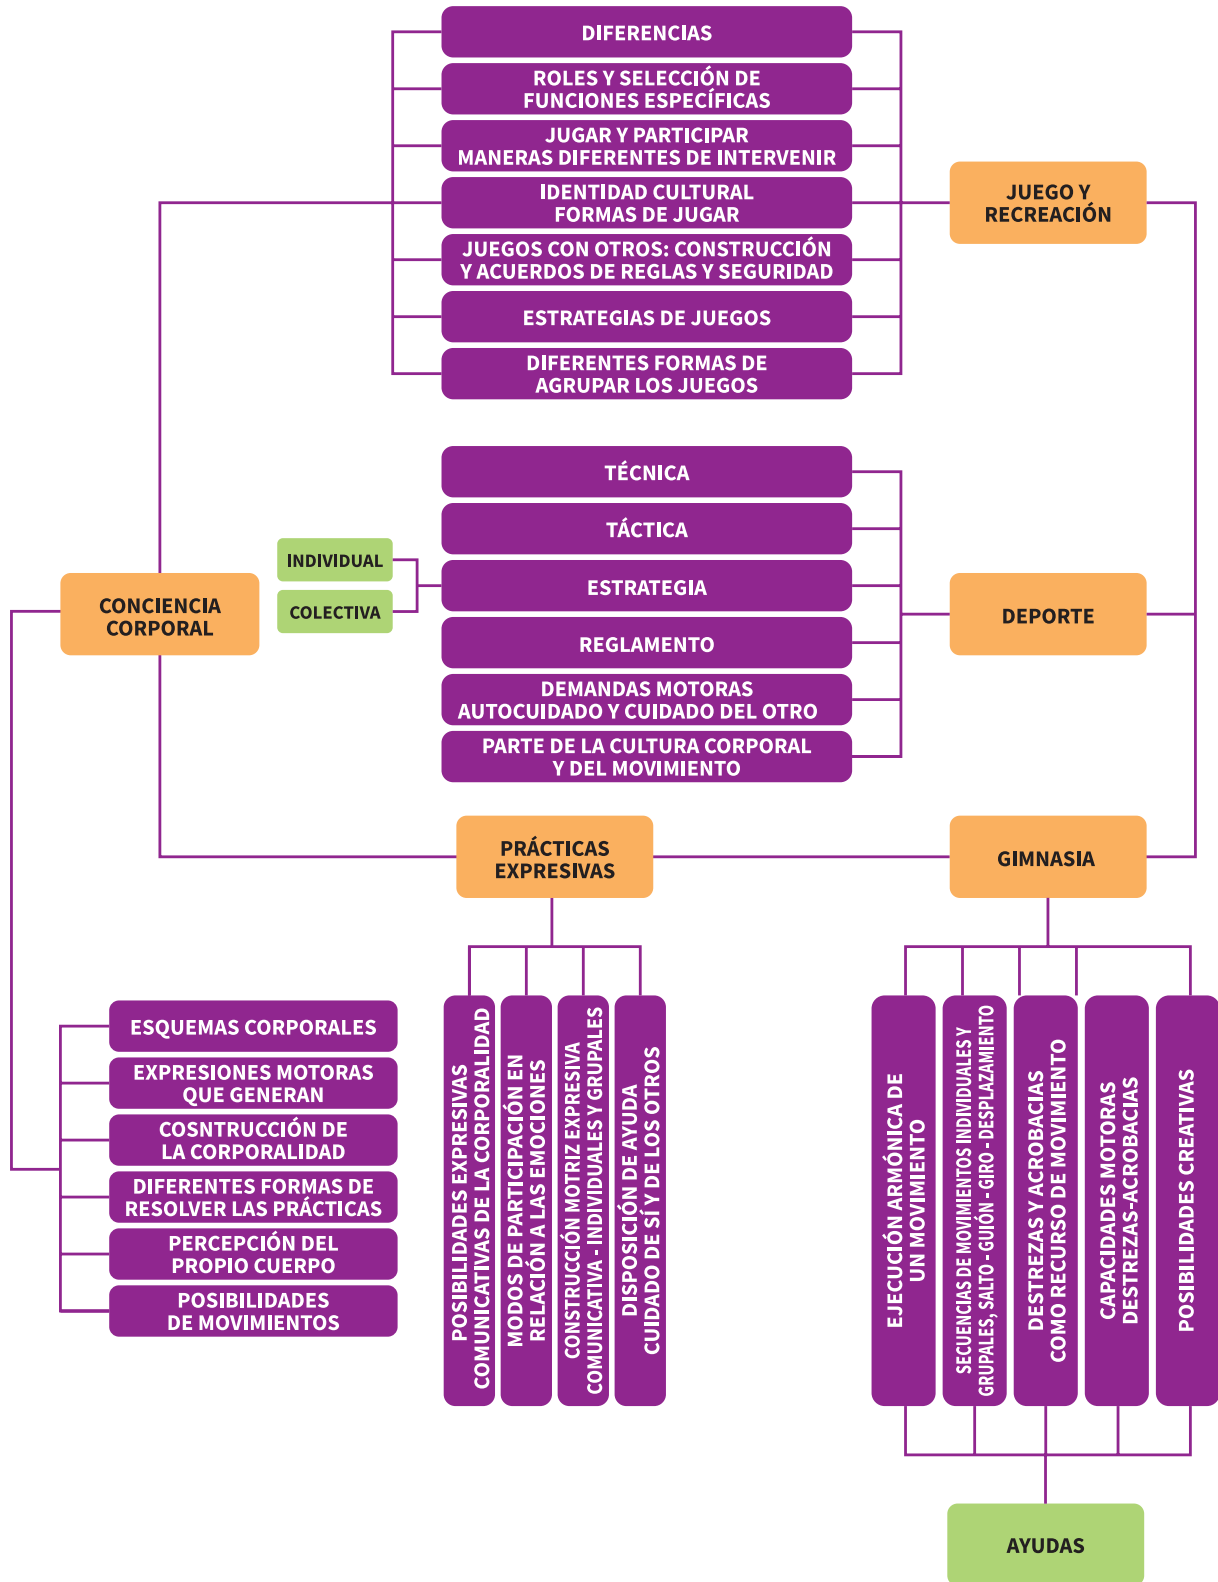 DIFERENCIAS
ROLES Y SELECCIÓN DE
FUNCIONES ESPECÍFICAS
JUGAR Y PARTICIPAR
MANERAS DIFERENTES DE INTERVENIR
IDENTIDAD CULTURAL
FORMAS DE JUGAR
JUEGOS CON OTROS: CONSTRUCCIÓN
Y ACUERDOS DE REGLAS Y SEGURIDAD
ESTRATEGIAS DE JUEGOS
DIFERENTES FORMAS DE
AGRUPAR LOS JUEGOS
JUEGO Y
RECREACIÓN
TÉCNICA
TÁCTICA
ESTRATEGIA
REGLAMENTO
DEMANDAS MOTORAS
AUTOCUIDADO Y CUIDADO DEL OTRO
PARTE DE LA CULTURA CORPORAL
Y DEL MOVIMIENTO
INDIVIDUAL
COLECTIVA
CONCIENCIA
CORPORAL
DEPORTE
PRÁCTICAS
EXPRESIVAS
GIMNASIA
ESQUEMAS CORPORALES
EXPRESIONES MOTORAS
QUE GENERAN
COSNTRUCCIÓN DE
LA CORPORALIDAD
DIFERENTES FORMAS DE
RESOLVER LAS PRÁCTICAS
PERCEPCIÓN DEL
PROPIO CUERPO
POSIBILIDADES
DE MOVIMIENTOS
POSIBILIDADES EXPRESIVAS
COMUNICATIVAS DE LA CORPORALIDAD
MODOS DE PARTICIPACIÓN EN
RELACIÓN A LAS EMOCIONES
CONSTRUCCIÓN MOTRIZ EXPRESIVA
COMUNICATIVA - INDIVIDUALES Y GRUPALES
DISPOSICIÓN DE AYUDA
CUIDADO DE SÍ Y DE LOS OTROS
EJECUCIÓN ARMÓNICA DE
UN MOVIMIENTO
SECUENCIAS DE MOVIMIENTOS INDIVIDUALES Y
GRUPALES, SALTO - GUIÓN - GIRO - DESPLAZAMIENTO
DESTREZAS Y ACROBACIAS
COMO RECURSO DE MOVIMIENTO
CAPACIDADES MOTORAS
DESTREZAS-ACROBACIAS
POSIBILIDADES CREATIVAS
AYUDAS